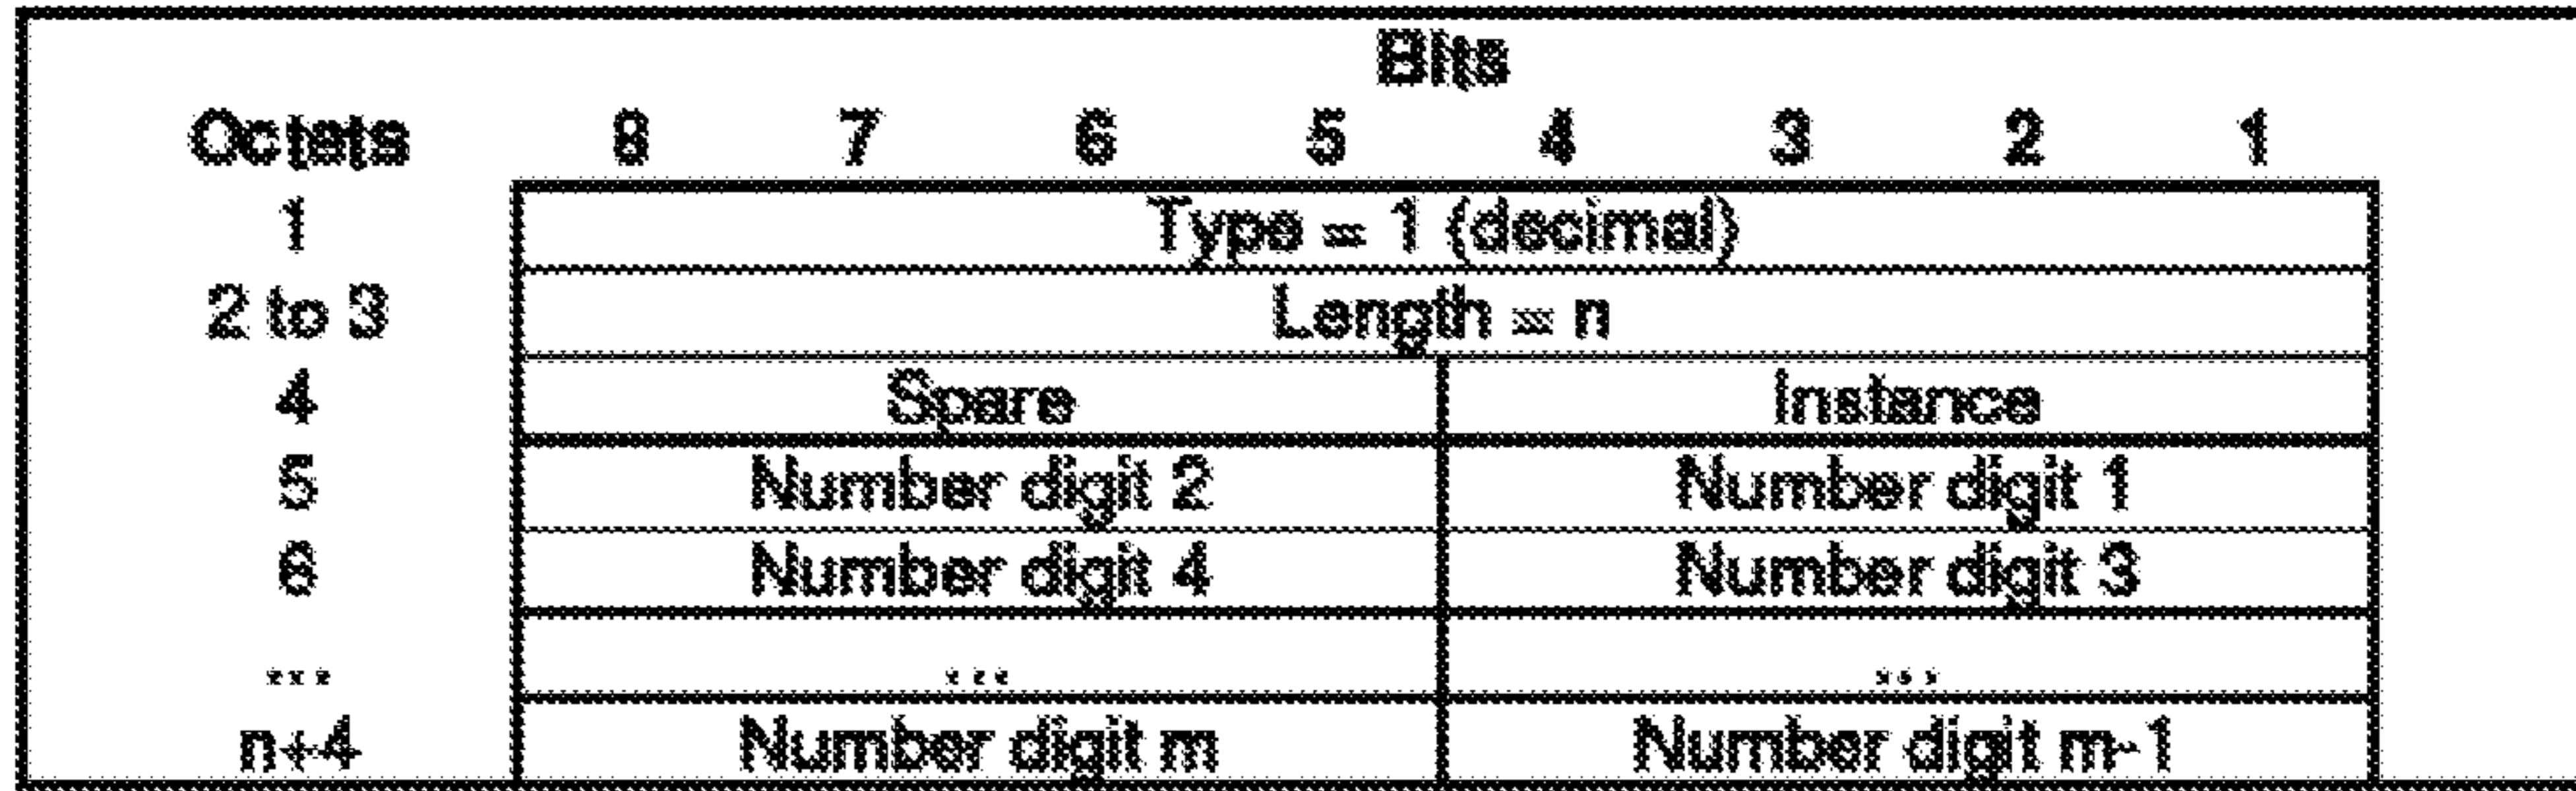 Bits
Octets 8 7 6 5 4 3 2 1
1 Type = 1 (decimal)
2 to 3 Length = n
4 Spare Instance
5 Number digit 2 Number digit 1
6 Number digit 4 Number digit 3
... ... ...
n+4 Number digit m Number digit m-1